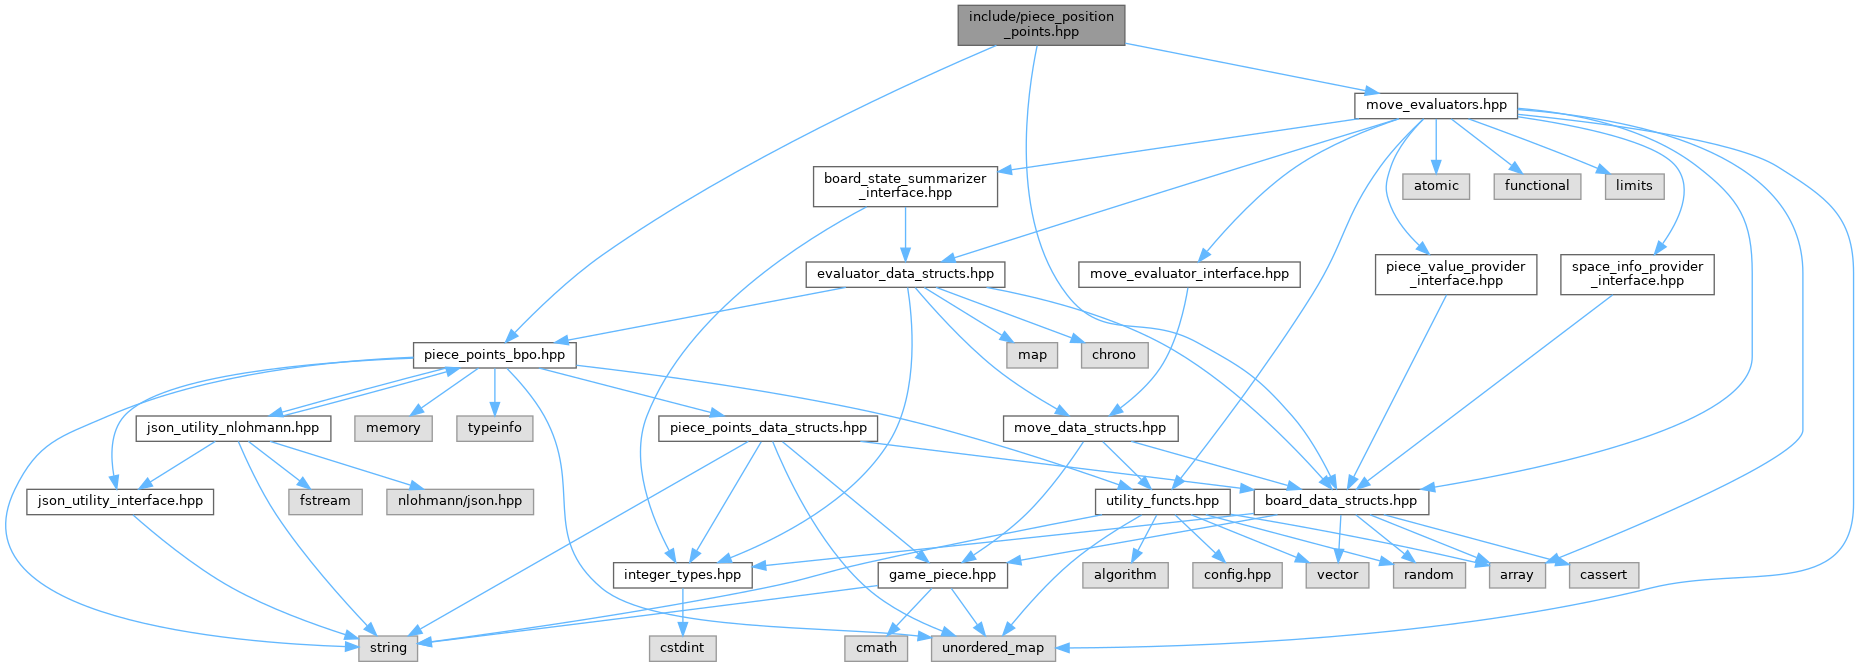 include/piece_position
_points.hpp
move_evaluators.hpp
board_state_summarizer
_interface.hpp
atomic
functional
limits
evaluator_data_structs.hpp
move_evaluator_interface.hpp
piece_value_provider
_interface.hpp
space_info_provider
_interface.hpp
piece_points_bpo.hpp
map
chrono
json_utility_nlohmann.hpp
memory
typeinfo
piece_points_data_structs.hpp
move_data_structs.hpp
json_utility_interface.hpp
fstream
nlohmann/json.hpp
utility_functs.hpp
board_data_structs.hpp
integer_types.hpp
game_piece.hpp
algorithm
config.hpp
vector
random
array
cassert
string
cstdint
cmath
unordered_map